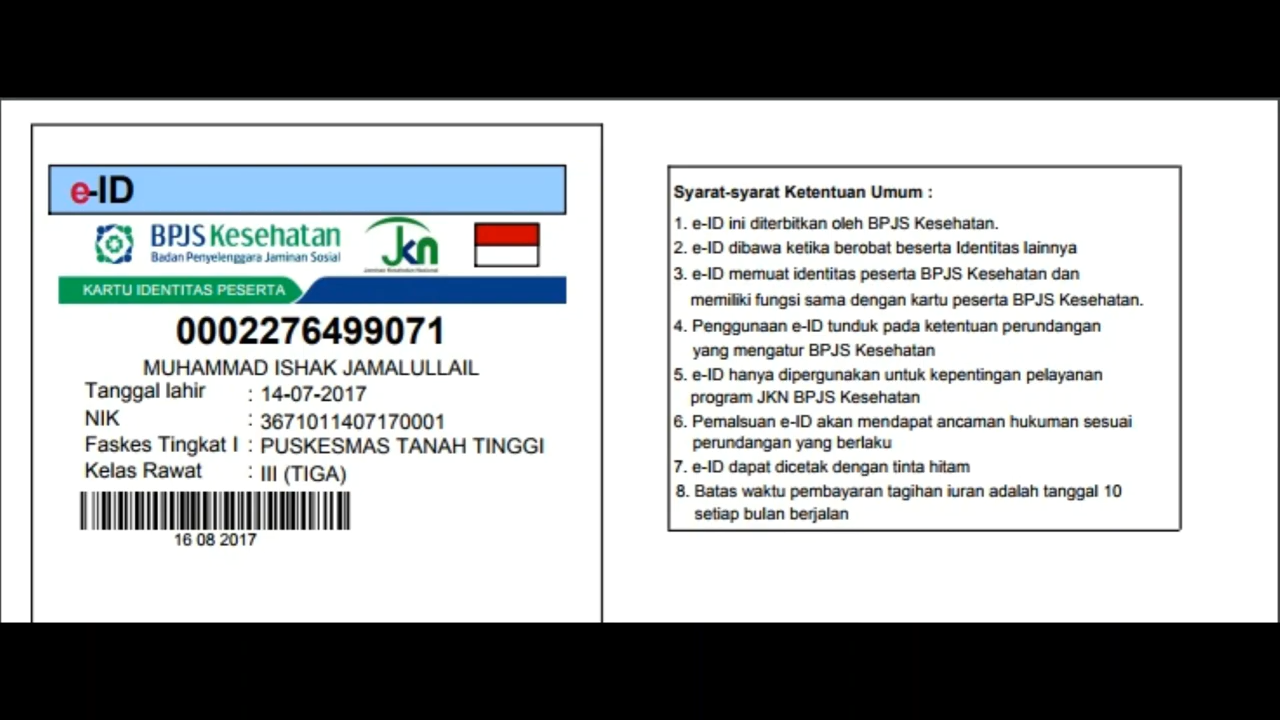 e-ID
BPJS Kesehatan
Badan Penyelenggara Jaminan Sosial
jkn
Jaminan Kesehatan Nasional
KARTU IDENTITAS PESERTA
0002276499071
MUHAMMAD ISHAK JAMALULLAIL
Tanggal lahir : 14-07-2017
NIK : 3671011407170001
Faskes Tingkat I : PUSKESMAS TANAH TINGGI
Kelas Rawat : III (TIGA)
16 08 2017
Syarat-syarat Ketentuan Umum :
1. e-ID ini diterbitkan oleh BPJS Kesehatan.
2. e-ID dibawa ketika berobat beserta Identitas lainnya
3. e-ID memuat identitas peserta BPJS Kesehatan dan
memiliki fungsi sama dengan kartu peserta BPJS Kesehatan.
4. Penggunaan e-ID tunduk pada ketentuan perundangan
yang mengatur BPJS Kesehatan
5. e-ID hanya dipergunakan untuk kepentingan pelayanan
program JKN BPJS Kesehatan
6. Pemalsuan e-ID akan mendapat ancaman hukuman sesuai
perundangan yang berlaku
7. e-ID dapat dicetak dengan tinta hitam
8. Batas waktu pembayaran tagihan iuran adalah tanggal 10
setiap bulan berjalan